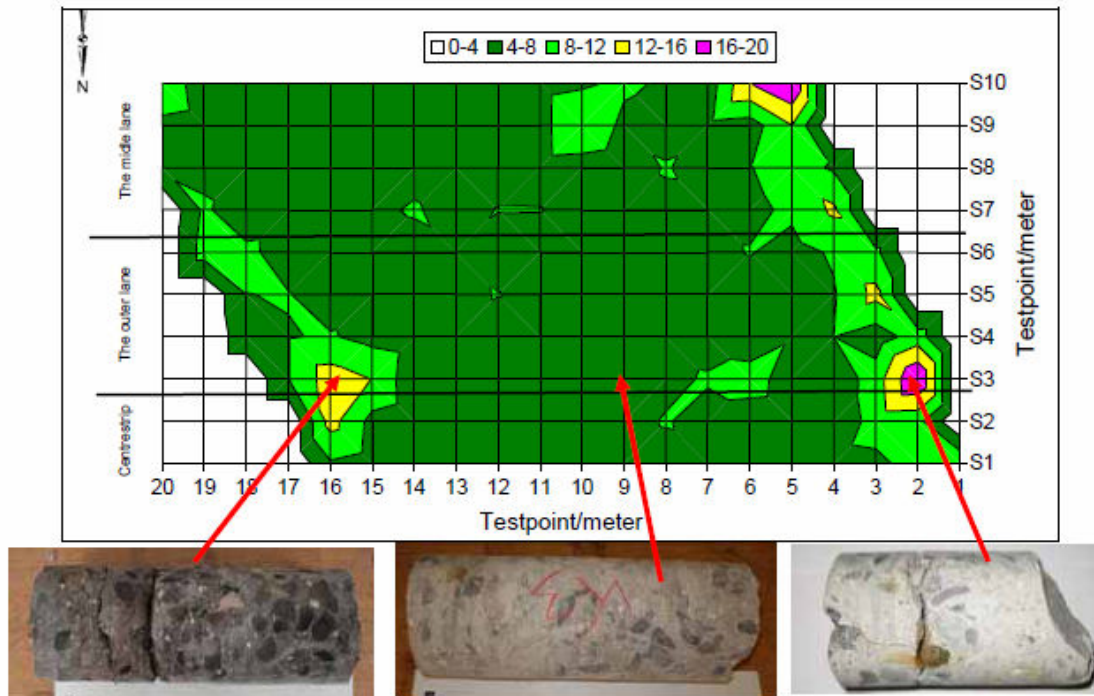 0-4 4-8 8-12 12-16 16-20
N
S10
S9
S8
S7
S6
S5
S4
S3
S2
S1
The midle lane
The outer lane
Centrestrip
Testpoint/meter
20 19 18 17 16 15 14 13 12 11 10 9 8 7 6 5 4 3 2 1
Testpoint/meter